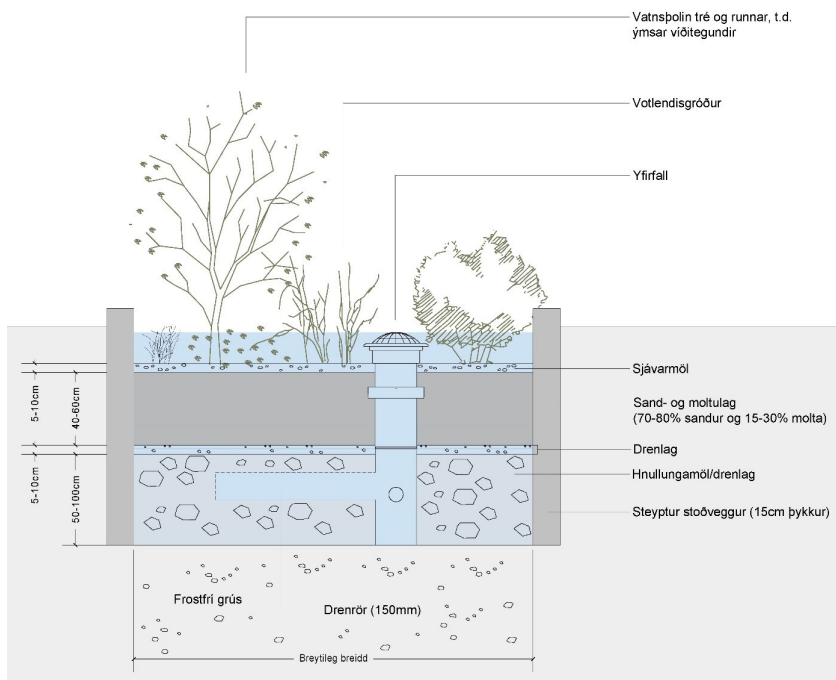 Vatnsþolin tré og runnar, t.d.
ýmsar víðitegundir
Votlendisgróður
Yfirfall
Sjávarmöl
Sand- og moltulag
(70-80% sandur og 15-30% molta)
Drenlag
Hnullungamöl/drenlag
Steyptur stoðveggur (15cm þykkur)
5-10cm
40-60cm
5-10cm
50-100cm
Frostfrí grús
Drenrör (150mm)
Breytileg breidd